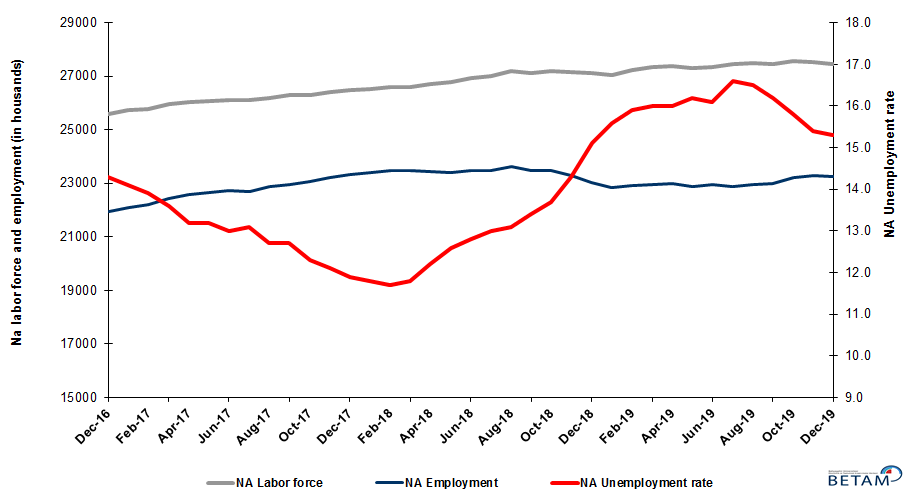 29000
27000
25000
23000
21000
19000
17000
15000
Na labor force and employment (in housands)
18.0
17.0
16.0
15.0
14.0
13.0
12.0
11.0
10.0
9.0
NA Unemployment rate
Dec-16
Feb-17
Apr-17
Jun-17
Aug-17
Oct-17
Dec-17
Feb-18
Apr-18
Jun-18
Aug-18
Oct-18
Dec-18
Feb-19
Apr-19
Jun-19
Aug-19
Oct-19
Dec-19
NA Labor force
NA Employment
NA Unemployment rate
BETAM